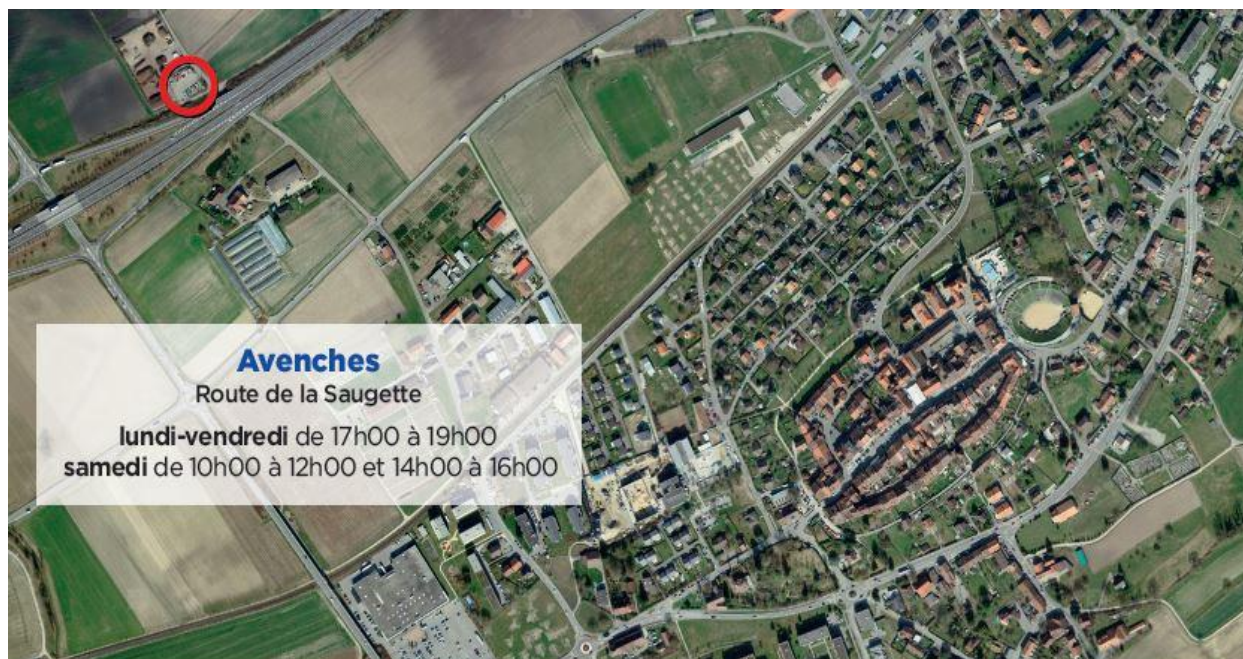 Avenches
Route de la Saugette
lundi-vendredi de 17h00 à 19h00
samedi de 10h00 à 12h00 et 14h00 à 16h00